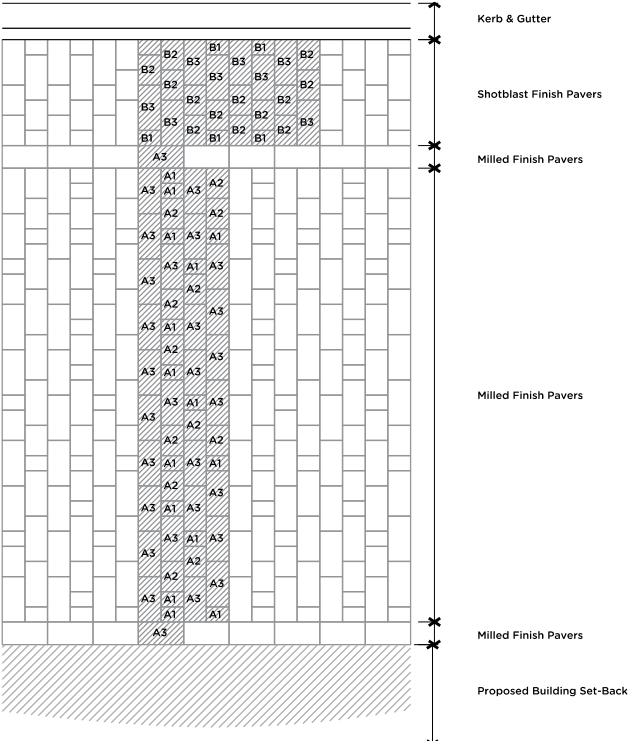 Kerb & Gutter
B1 B1
B2 B2
B3 B3 B3
B2
B3 B3
B2 B2
B2 B2 B2
B3
B2 B2
B3 B3
B2 B2 B2 B2
B1 B1 B1
Shotblast Finish Pavers
A3
Milled Finish Pavers
A1
A2
A3 A1 A3
A2 A2
A3 A1 A3 A1
A3 A1 A3
A3
A2
A2
A3
A3 A1 A3
A2
A3
A3 A1 A3
A3 A1 A3
A3
A2
A2 A2
A3 A1 A3 A1
A2
A3
A3 A1
A3 A1 A3
A3
A2
A2
A3
A3 A1 A3
A1 A1
Milled Finish Pavers
A3
Milled Finish Pavers
Proposed Building Set-Back